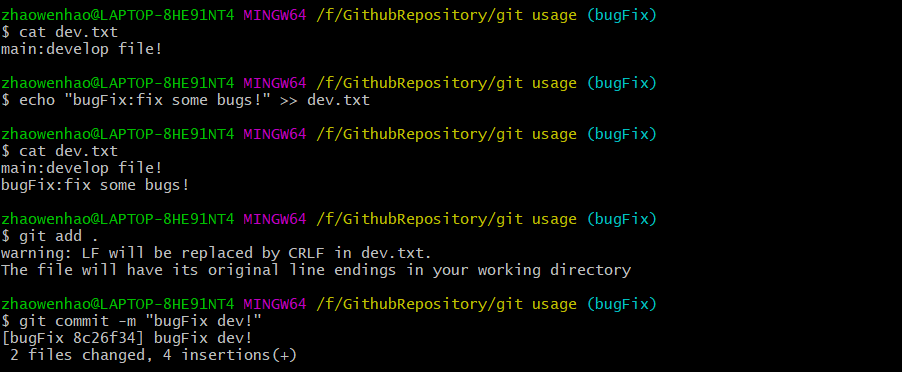 zhaowenhao@LAPTOP-8HE91NT4 MINGW64 /f/GithubRepository/git usage (bugFix)
$ cat dev.txt
main:develop file!
zhaowenhao@LAPTOP-8HE91NT4 MINGW64 /f/GithubRepository/git usage (bugFix)
$ echo "bugFix:fix some bugs!" >> dev.txt
zhaowenhao@LAPTOP-8HE91NT4 MINGW64 /f/GithubRepository/git usage (bugFix)
$ cat dev.txt
main:develop file!
bugFix:fix some bugs!
zhaowenhao@LAPTOP-8HE91NT4 MINGW64 /f/GithubRepository/git usage (bugFix)
$ git add .
warning: LF will be replaced by CRLF in dev.txt.
The file will have its original line endings in your working directory
zhaowenhao@LAPTOP-8HE91NT4 MINGW64 /f/GithubRepository/git usage (bugFix)
$ git commit -m "bugFix dev!"
[bugFix 8c26f34] bugFix dev!
 2 files changed, 4 insertions(+)